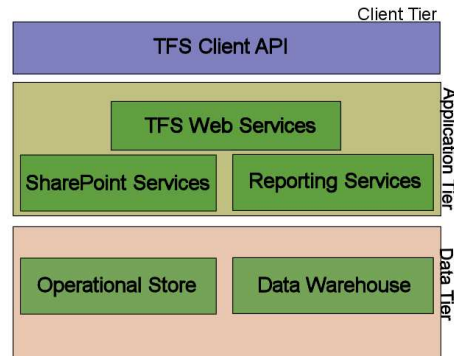 Client Tier
TFS Client API
Application Tier
TFS Web Services
SharePoint Services
Reporting Services
Data Tier
Operational Store
Data Warehouse